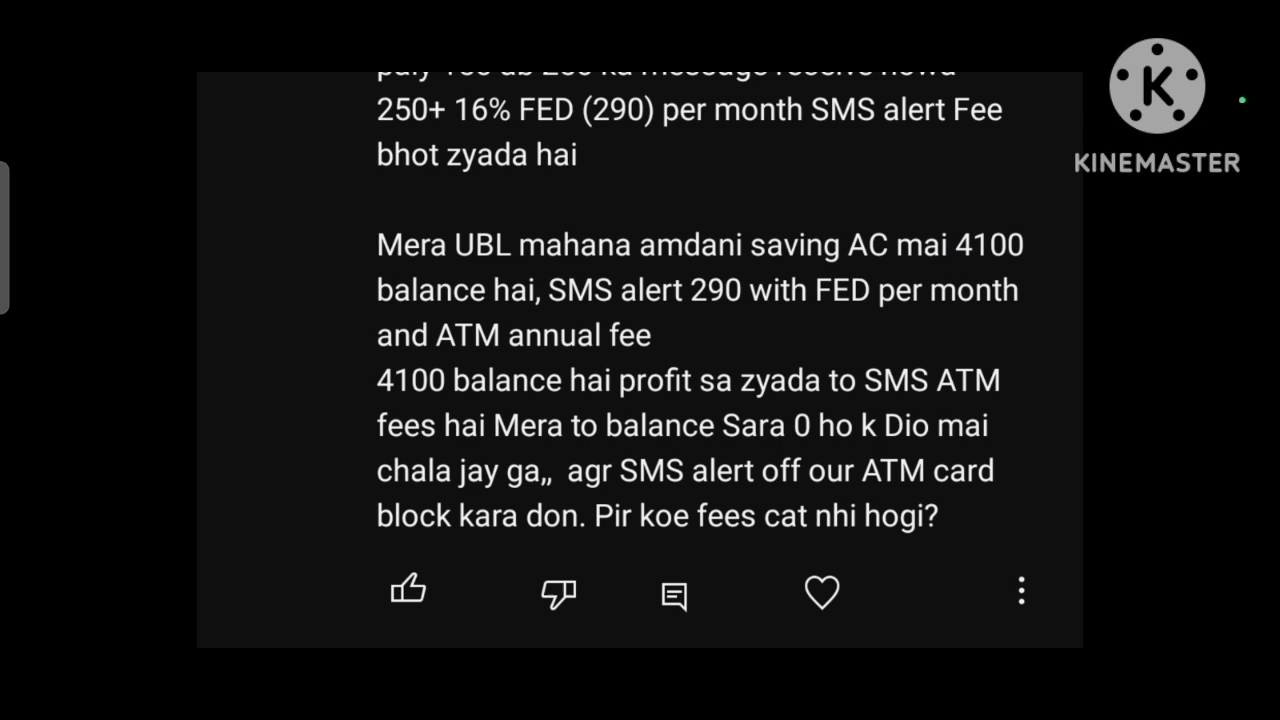 250+ 16% FED (290) per month SMS alert Fee
bhot zyada hai
Mera UBL mahana amdani saving AC mai 4100
balance hai, SMS alert 290 with FED per month
and ATM annual fee
4100 balance hai profit sa zyada to SMS ATM
fees hai Mera to balance Sara 0 ho k Dio mai
chala jay ga,, agr SMS alert off our ATM card
block kara don. Pir koe fees cat nhi hogi?
K
KINEMASTER